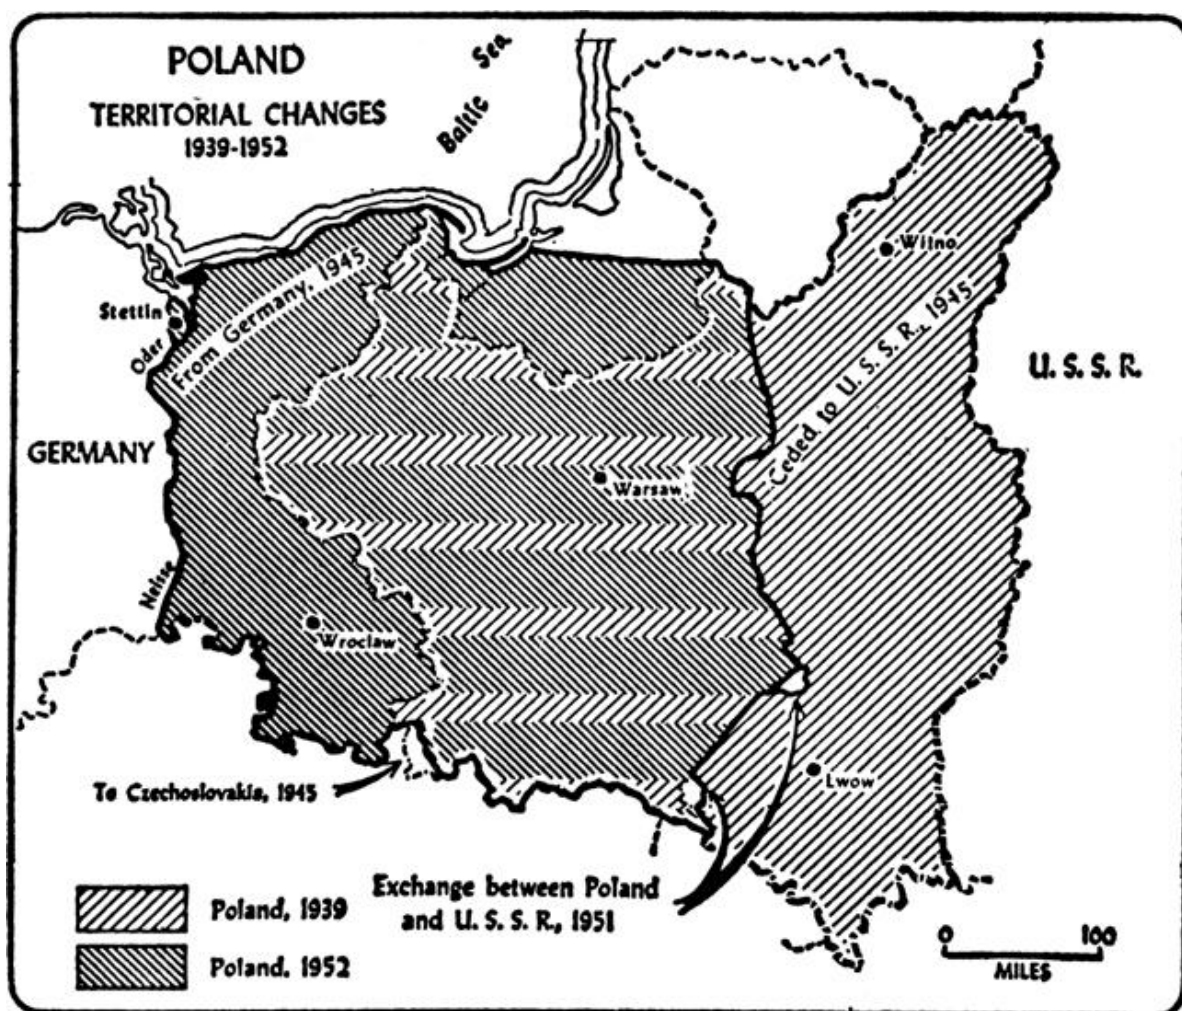 POLAND
TERRITORIAL CHANGES
1939-1952
Baltic Sea
From Germany, 1945
Stettin
Oder
GERMANY
Neisse
Wroclaw
Warsaw
Wilno
Ceded to U. S. S. R., 1945
U. S. S. R.
Lwow
To Czechoslovakia, 1945
Exchange between Poland
and U. S. S. R., 1951
Poland, 1939
Poland, 1952
0 100
MILES